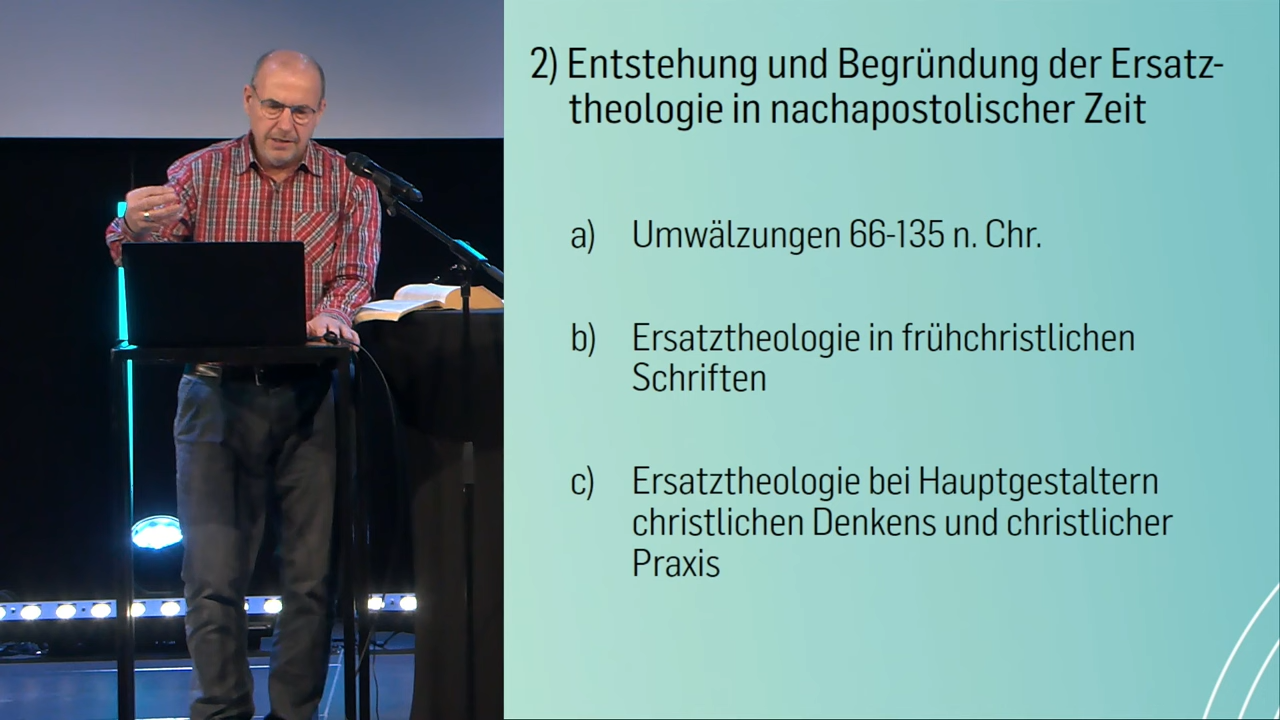 2) Entstehung und Begründung der Ersatz-
theologie in nachapostolischer Zeit
a) Umwälzungen 66-135 n. Chr.
b) Ersatztheologie in frühchristlichen
Schriften
c) Ersatztheologie bei Hauptgestaltern
christlichen Denkens und christlicher
Praxis